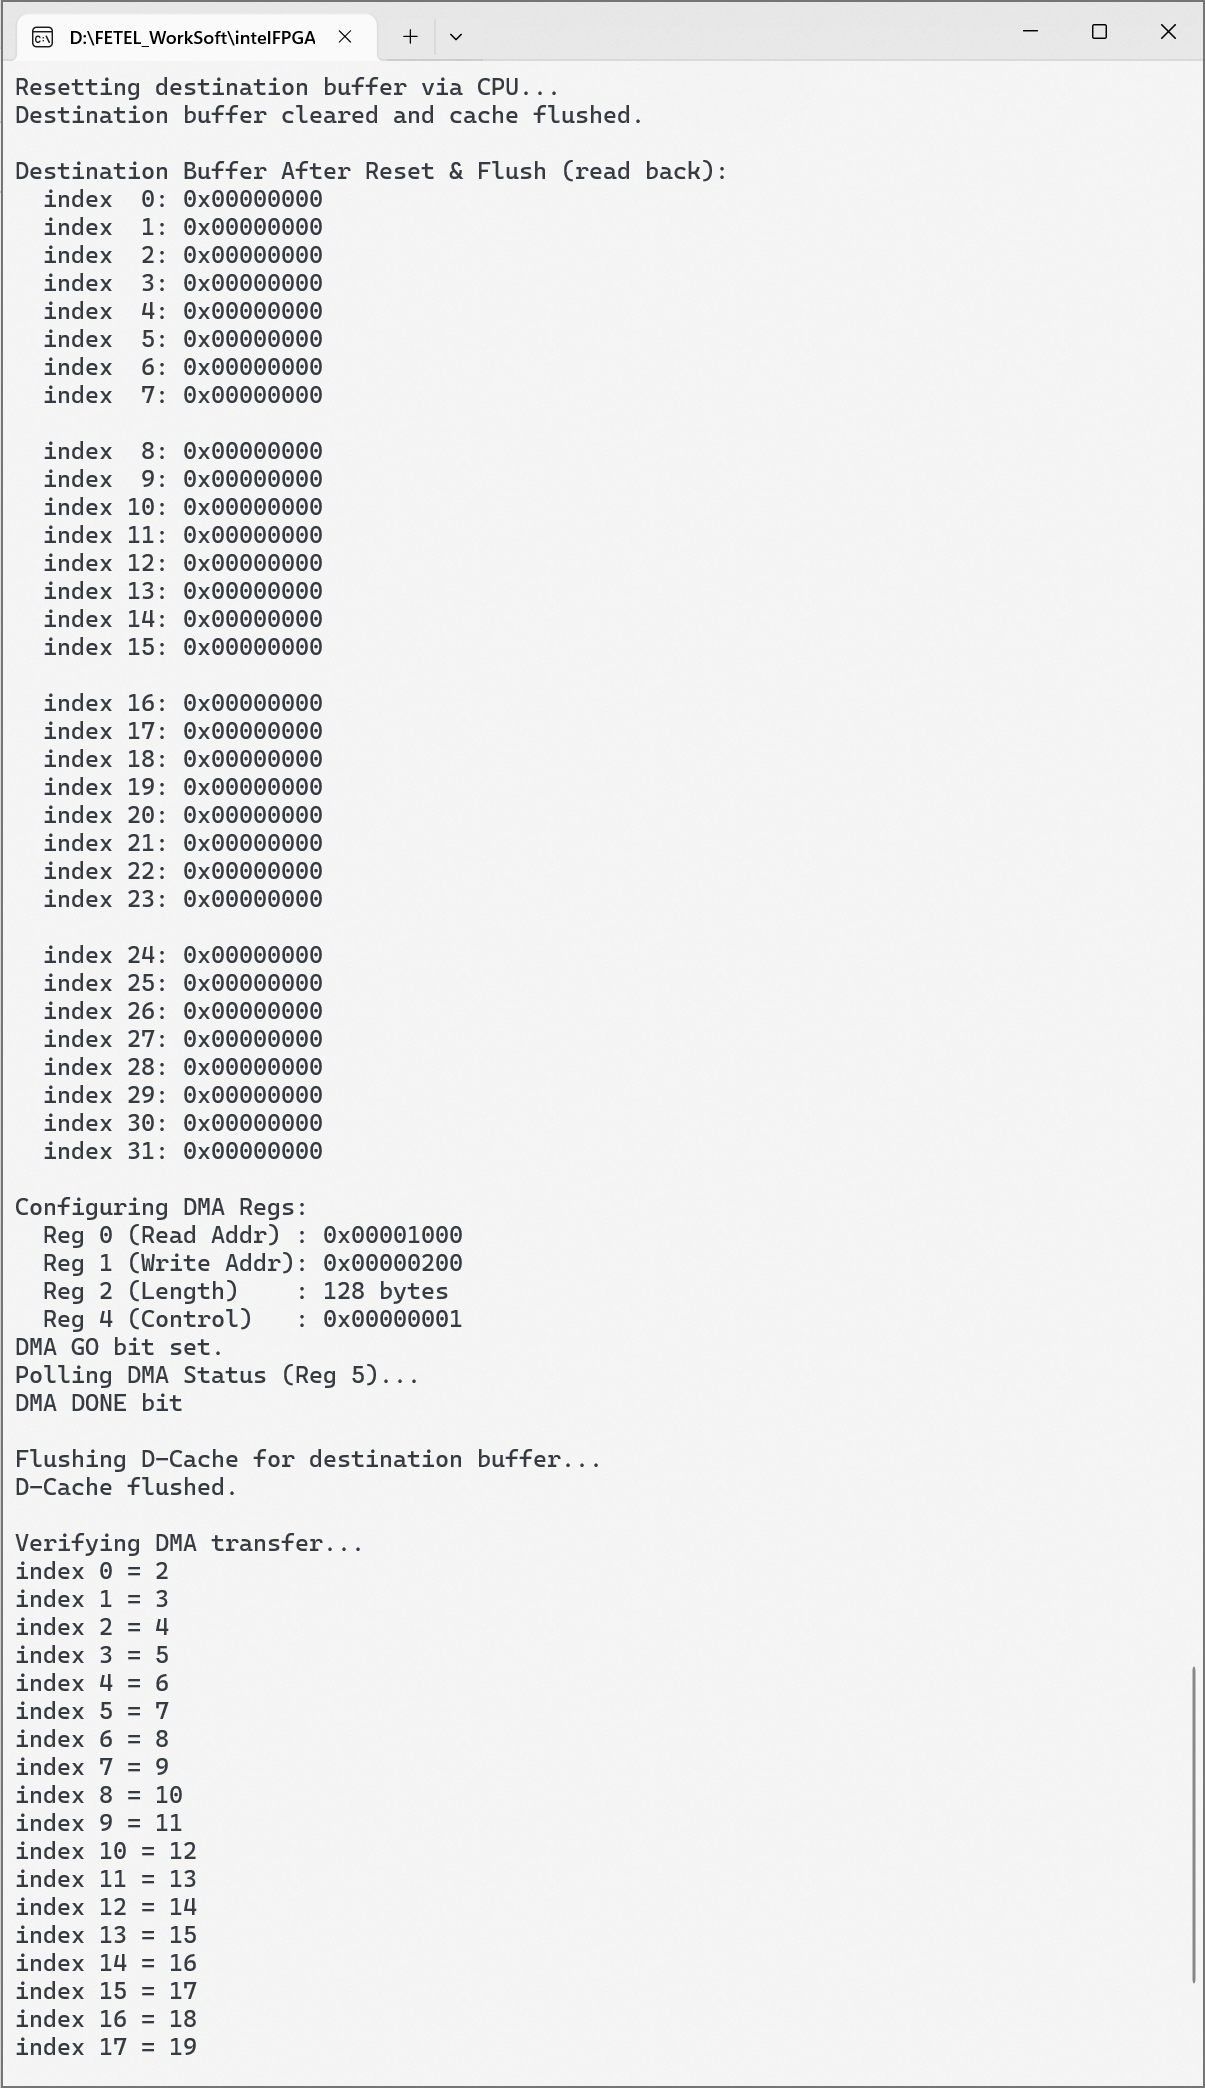 D:\FETEL_WorkSoft\intelFPGA
Resetting destination buffer via CPU...
Destination buffer cleared and cache flushed.
Destination Buffer After Reset & Flush (read back):
index 0: 0x00000000
index 1: 0x00000000
index 2: 0x00000000
index 3: 0x00000000
index 4: 0x00000000
index 5: 0x00000000
index 6: 0x00000000
index 7: 0x00000000
index 8: 0x00000000
index 9: 0x00000000
index 10: 0x00000000
index 11: 0x00000000
index 12: 0x00000000
index 13: 0x00000000
index 14: 0x00000000
index 15: 0x00000000
index 16: 0x00000000
index 17: 0x00000000
index 18: 0x00000000
index 19: 0x00000000
index 20: 0x00000000
index 21: 0x00000000
index 22: 0x00000000
index 23: 0x00000000
index 24: 0x00000000
index 25: 0x00000000
index 26: 0x00000000
index 27: 0x00000000
index 28: 0x00000000
index 29: 0x00000000
index 30: 0x00000000
index 31: 0x00000000
Configuring DMA Regs:
Reg 0 (Read Addr) : 0x00001000
Reg 1 (Write Addr): 0x00000200
Reg 2 (Length) : 128 bytes
Reg 4 (Control) : 0x00000001
DMA GO bit set.
Polling DMA Status (Reg 5)...
DMA DONE bit
Flushing D-Cache for destination buffer...
D-Cache flushed.
Verifying DMA transfer...
index 0 = 2
index 1 = 3
index 2 = 4
index 3 = 5
index 4 = 6
index 5 = 7
index 6 = 8
index 7 = 9
index 8 = 10
index 9 = 11
index 10 = 12
index 11 = 13
index 12 = 14
index 13 = 15
index 14 = 16
index 15 = 17
index 16 = 18
index 17 = 19